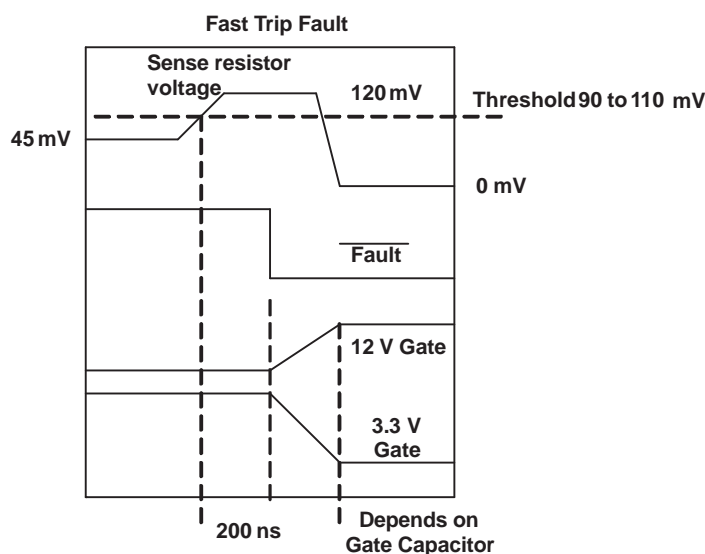 Fast Trip Fault
Sense resistor
voltage
120 mV
Threshold 90 to 110 mV
45 mV
0 mV
Fault
12 V Gate
3.3 V
Gate
200 ns
Depends on
Gate Capacitor